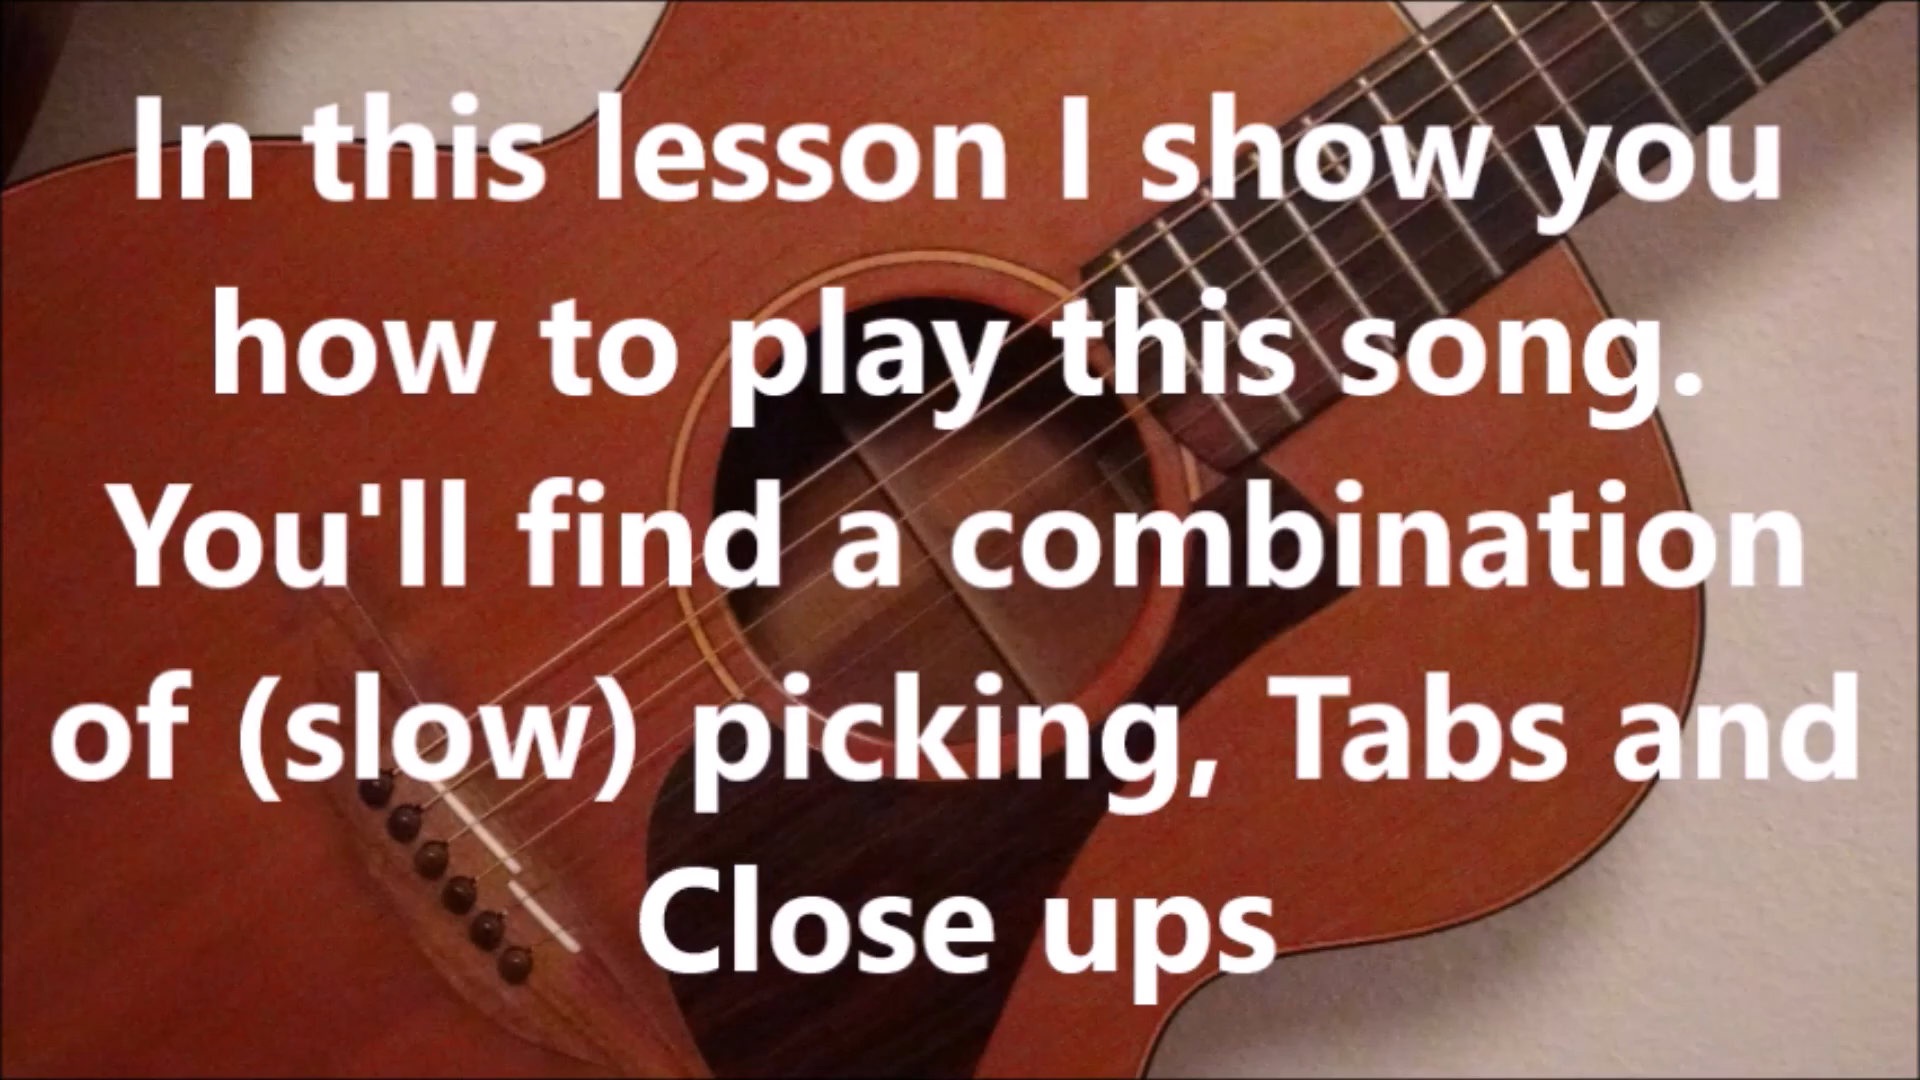 In this lesson I show you
how to play this song.
You'll find a combination
of (slow) picking, Tabs and
Close ups